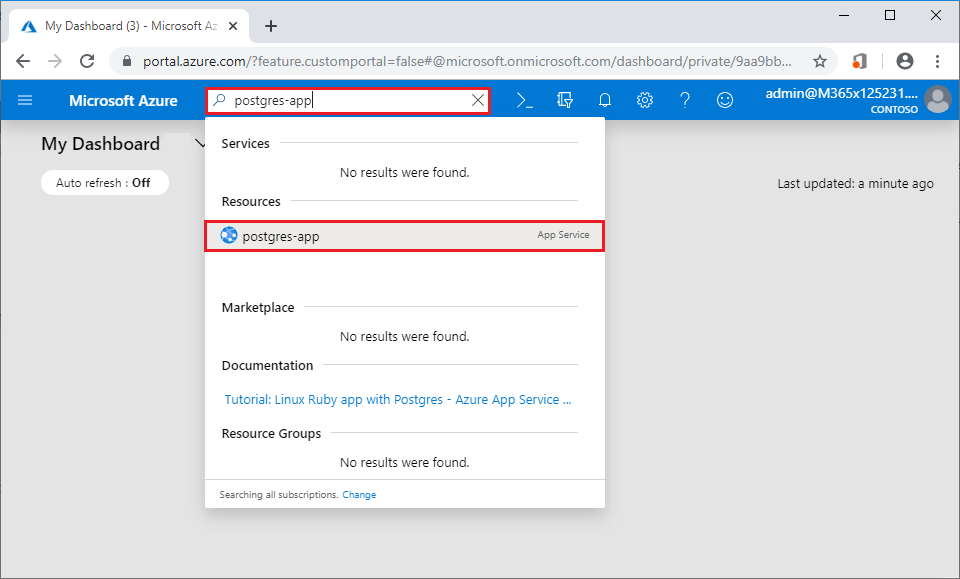 My Dashboard (3) - Microsoft Az
portal.azure.com/?feature.customportal=false#@microsoft.onmicrosoft.com/dashboard/private/9aa9bb...
Microsoft Azure
postgres-app
admin@M365x125231....
CONTOSO
My Dashboard
Auto refresh : Off
Last updated: a minute ago
Services
No results were found.
Resources
postgres-app App Service
Marketplace
No results were found.
Documentation
Tutorial: Linux Ruby app with Postgres - Azure App Service ...
Resource Groups
No results were found.
Searching all subscriptions. Change